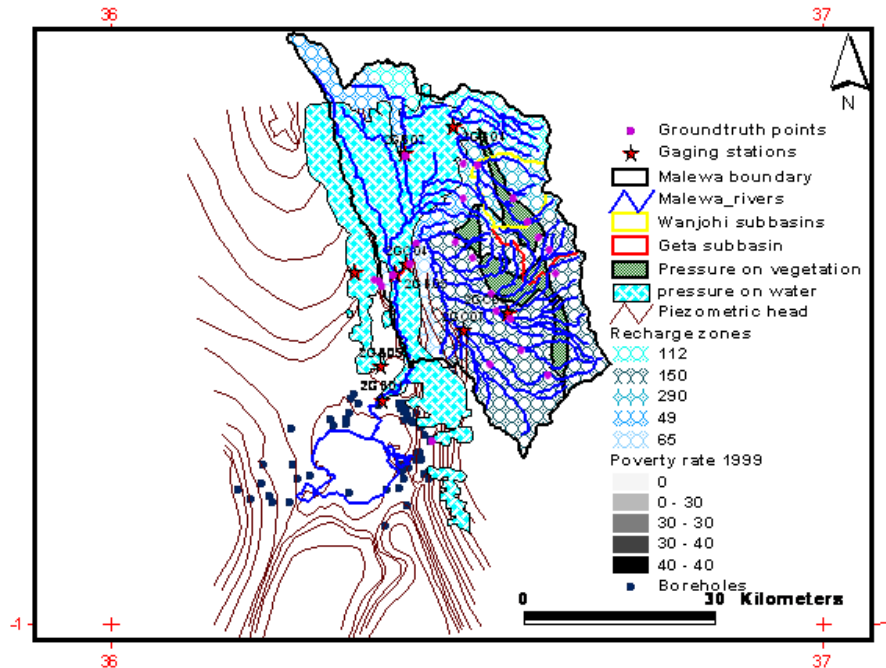 36 37
N
Groundtruth points
Gaging stations
Malewa boundary
Malewa_rivers
Wanjohi subbasins
Geta subbasin
Pressure on vegetation
pressure on water
Piezometric head
Recharge zones
112
150
290
49
65
Poverty rate 1999
0
0 - 30
30 - 30
30 - 40
40 - 40
Boreholes
0 30 Kilometers
-1
36 37